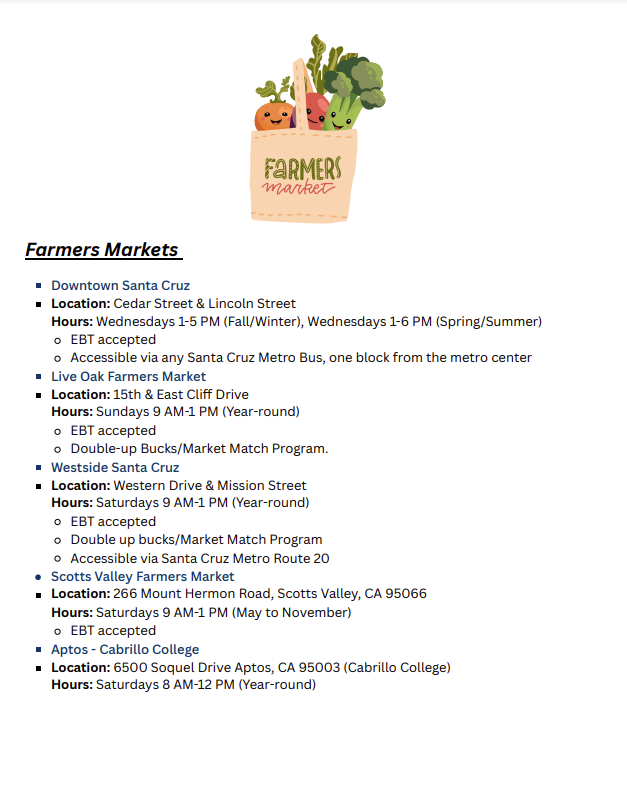 FARMERS
market
Farmers Markets
▪ Downtown Santa Cruz
▪ Location: Cedar Street & Lincoln Street
Hours: Wednesdays 1-5 PM (Fall/Winter), Wednesdays 1-6 PM (Spring/Summer)
○ EBT accepted
○ Accessible via any Santa Cruz Metro Bus, one block from the metro center
▪ Live Oak Farmers Market
▪ Location: 15th & East Cliff Drive
Hours: Sundays 9 AM-1 PM (Year-round)
○ EBT accepted
○ Double-up Bucks/Market Match Program.
▪ Westside Santa Cruz
▪ Location: Western Drive & Mission Street
Hours: Saturdays 9 AM-1 PM (Year-round)
○ EBT accepted
○ Double up bucks/Market Match Program
○ Accessible via Santa Cruz Metro Route 20
• Scotts Valley Farmers Market
▪ Location: 266 Mount Hermon Road, Scotts Valley, CA 95066
Hours: Saturdays 9 AM-1 PM (May to November)
○ EBT accepted
▪ Aptos - Cabrillo College
▪ Location: 6500 Soquel Drive Aptos, CA 95003 (Cabrillo College)
Hours: Saturdays 8 AM-12 PM (Year-round)